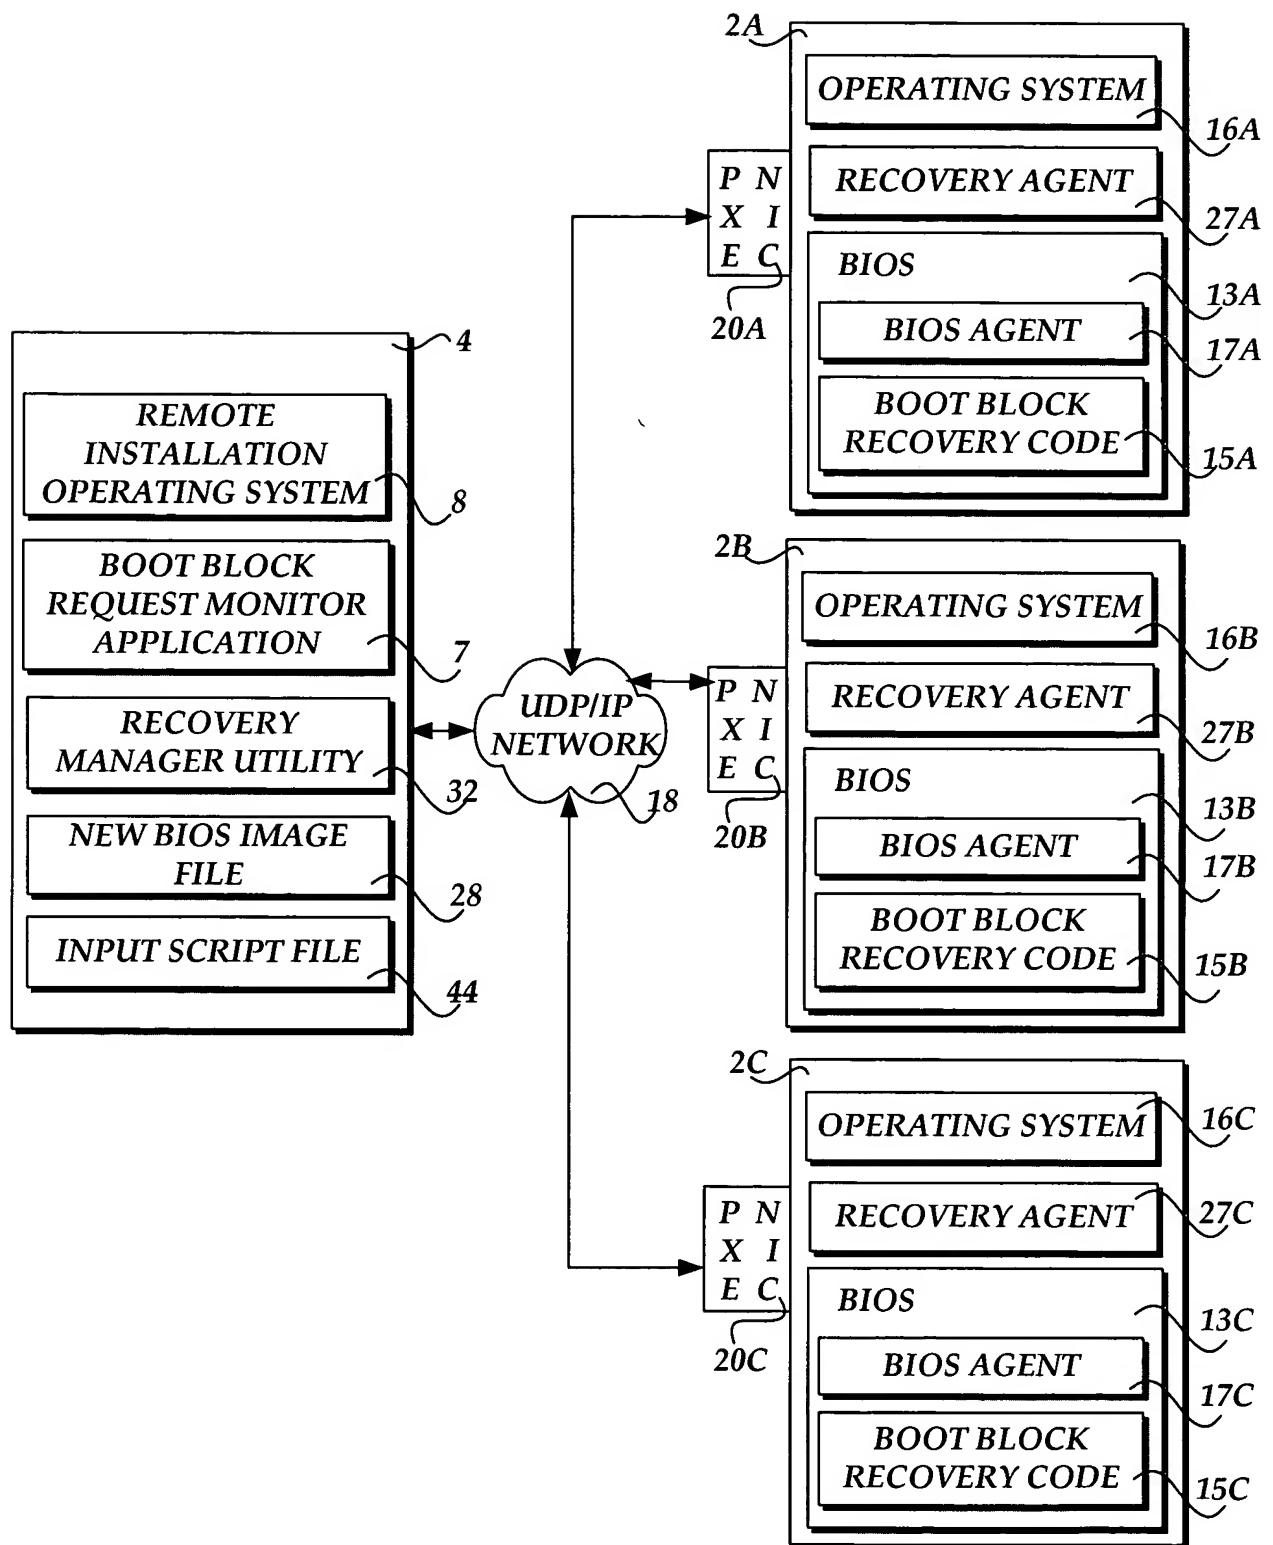 4
REMOTE
INSTALLATION
OPERATING SYSTEM
8
BOOT BLOCK
REQUEST MONITOR
APPLICATION
7
RECOVERY
MANAGER UTILITY
32
NEW BIOS IMAGE
FILE
28
INPUT SCRIPT FILE
44
UDP/IP
NETWORK
18
2A
OPERATING SYSTEM
16A
RECOVERY AGENT
27A
P N
X I
E C
20A
BIOS
13A
BIOS AGENT
17A
BOOT BLOCK
RECOVERY CODE
15A
2B
OPERATING SYSTEM
16B
RECOVERY AGENT
27B
P N
X I
E C
20B
BIOS
13B
BIOS AGENT
17B
BOOT BLOCK
RECOVERY CODE
15B
2C
OPERATING SYSTEM
16C
RECOVERY AGENT
27C
P N
X I
E C
20C
BIOS
13C
BIOS AGENT
17C
BOOT BLOCK
RECOVERY CODE
15C